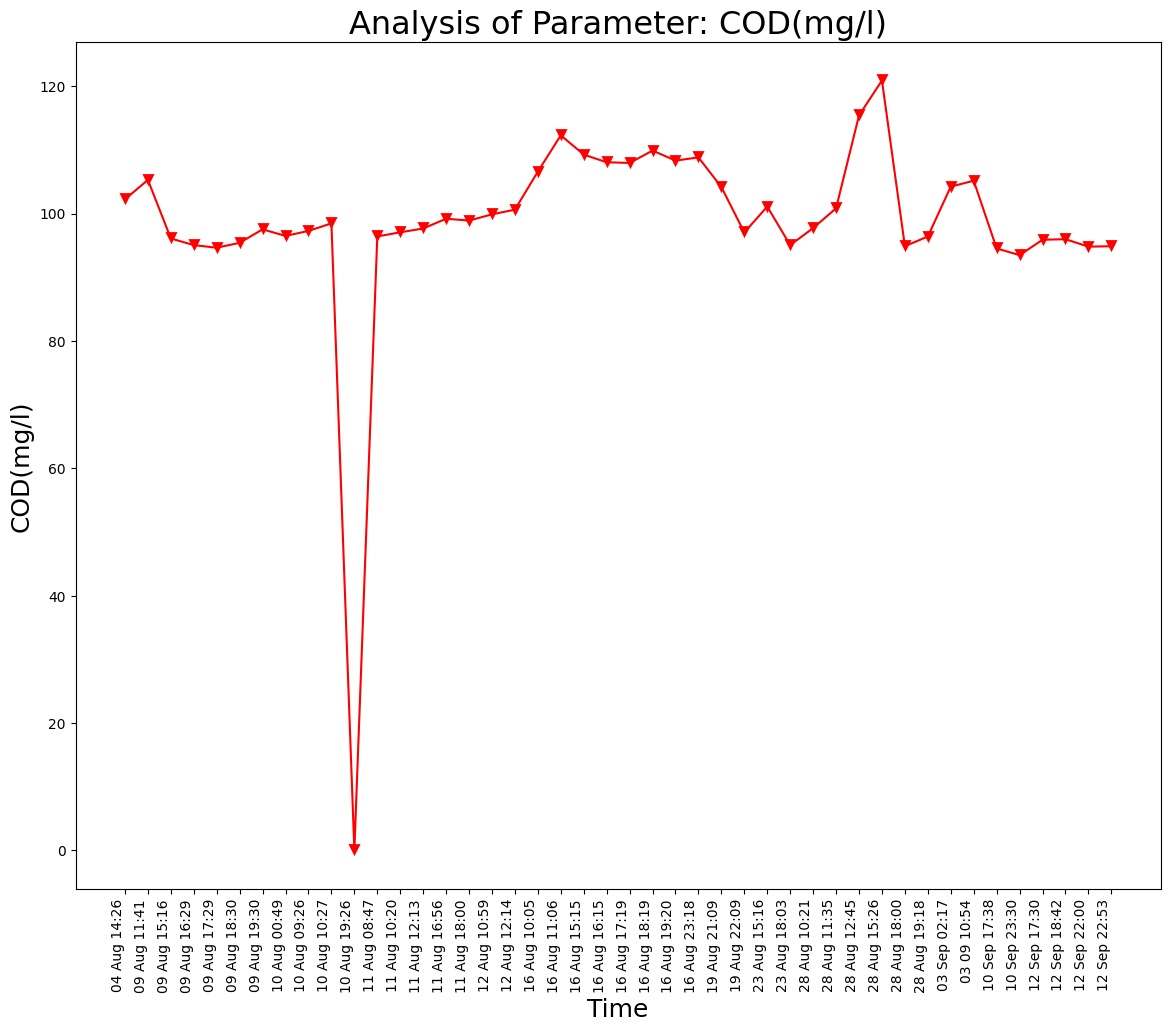 Analysis of Parameter: COD(mg/l)
COD(mg/l)
120
100
80
60
40
20
0
04 Aug 14:26
09 Aug  11:41
09 Aug 15:16
09 Aug 16:29
09 Aug 17:29
09 Aug 18:30
09 Aug 19:30
10 Aug 00:49
10 Aug 09:26
10 Aug 10:27
10 Aug 19:26
11 Aug 08:47
11 Aug 10:20
11 Aug 12:13
11 Aug 16:56
11 Aug 18:00
12 Aug 10:59
12 Aug 12:14
16 Aug 10:05
16 Aug 11:06
16 Aug 15:15
16 Aug 16:15
16 Aug 17:19
16 Aug 18:19
16 Aug 19:20
16 Aug 23:18
19 Aug 21:09
19 Aug 22:09
23 Aug 15:16
23 Aug 18:03
28 Aug 10:21
28 Aug 11:35
28 Aug 12:45
28 Aug 15:26
28 Aug 18:00
28 Aug 19:18
03 Sep 02:17
03 09 10:54
10 Sep 17:38
10 Sep 23:30
12 Sep 17:30
12 Sep 18:42
12 Sep 22:00
12 Sep 22:53
Time